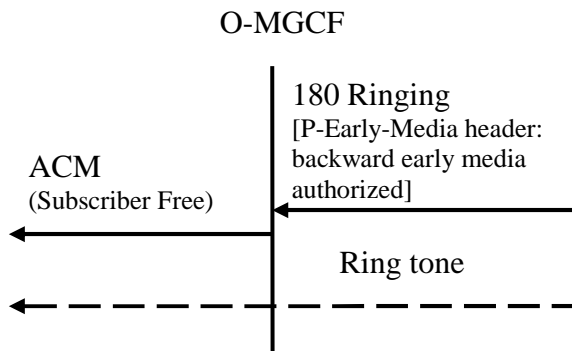 O-MGCF
180 Ringing
[P-Early-Media header:
backward early media
authorized]
ACM
(Subscriber Free)
Ring tone